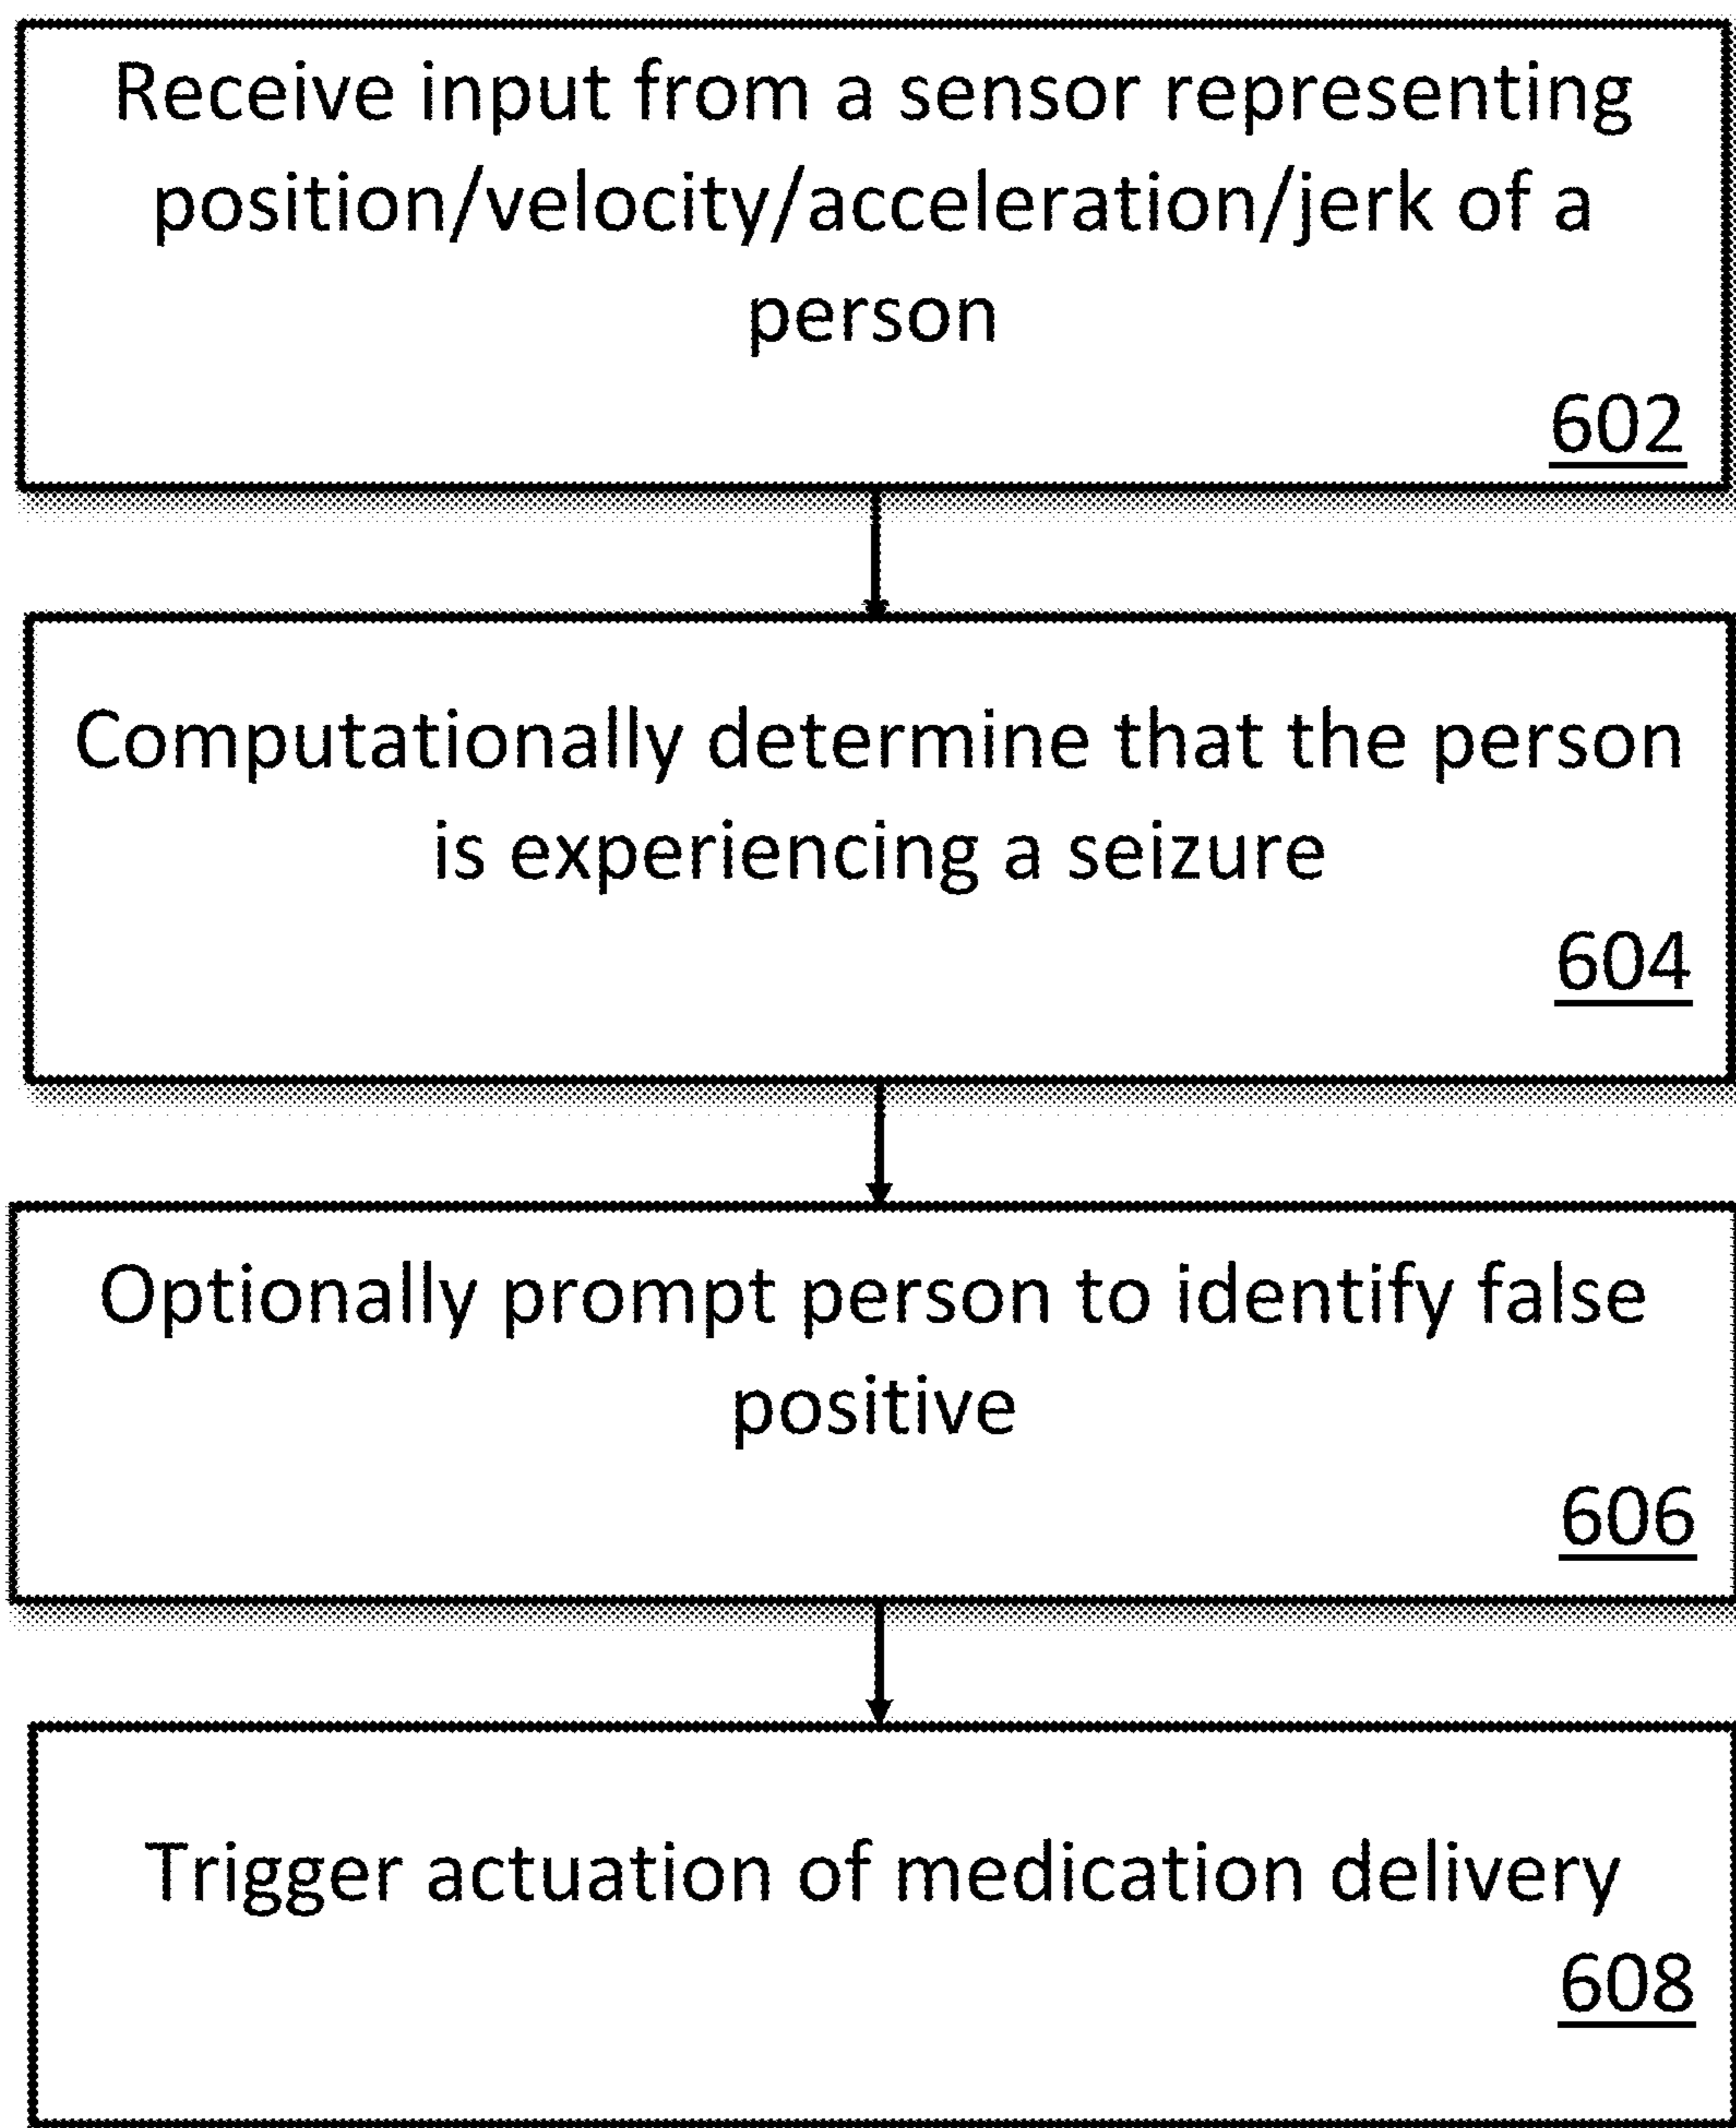 Receive input from a sensor representing
position/velocity/acceleration/jerk of a
person
602
Computationally determine that the person
is experiencing a seizure
604
Optionally prompt person to identify false
positive
606
Trigger actuation of medication delivery
608